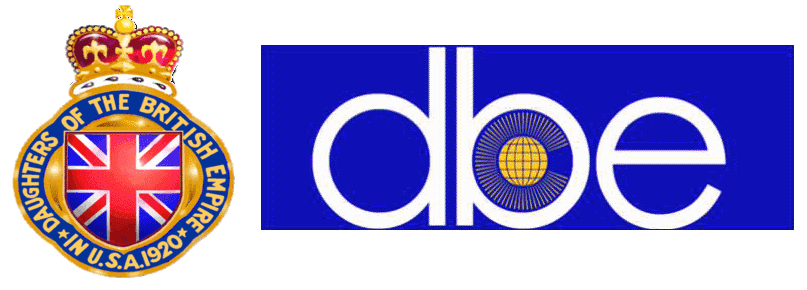 DAUGHTERS OF THE BRITISH EMPIRE
★ IN U.S.A. 1920 ★
dbe